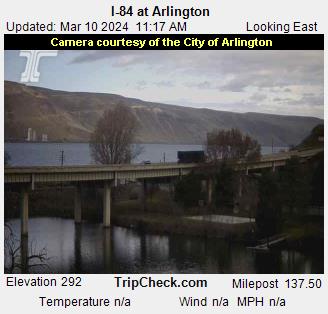 I-84 at Arlington
Updated: Mar 10 2024 11:17 AM Looking East
Camera courtesy of the City of Arlington
Elevation 292 TripCheck.com Milepost 137.50
Temperature n/a Wind n/a MPH n/a